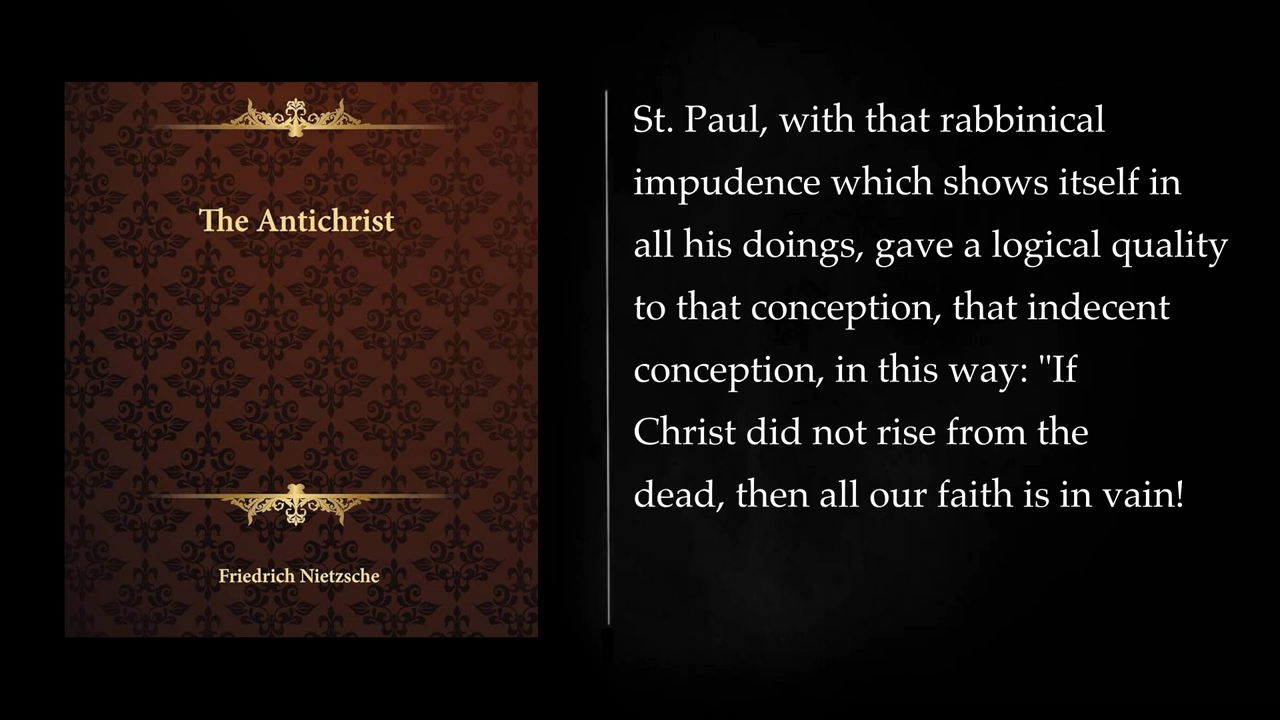 The Antichrist
Friedrich Nietzsche
St. Paul, with that rabbinical
impudence which shows itself in
all his doings, gave a logical quality
to that conception, that indecent
conception, in this way: "If
Christ did not rise from the
dead, then all our faith is in vain!